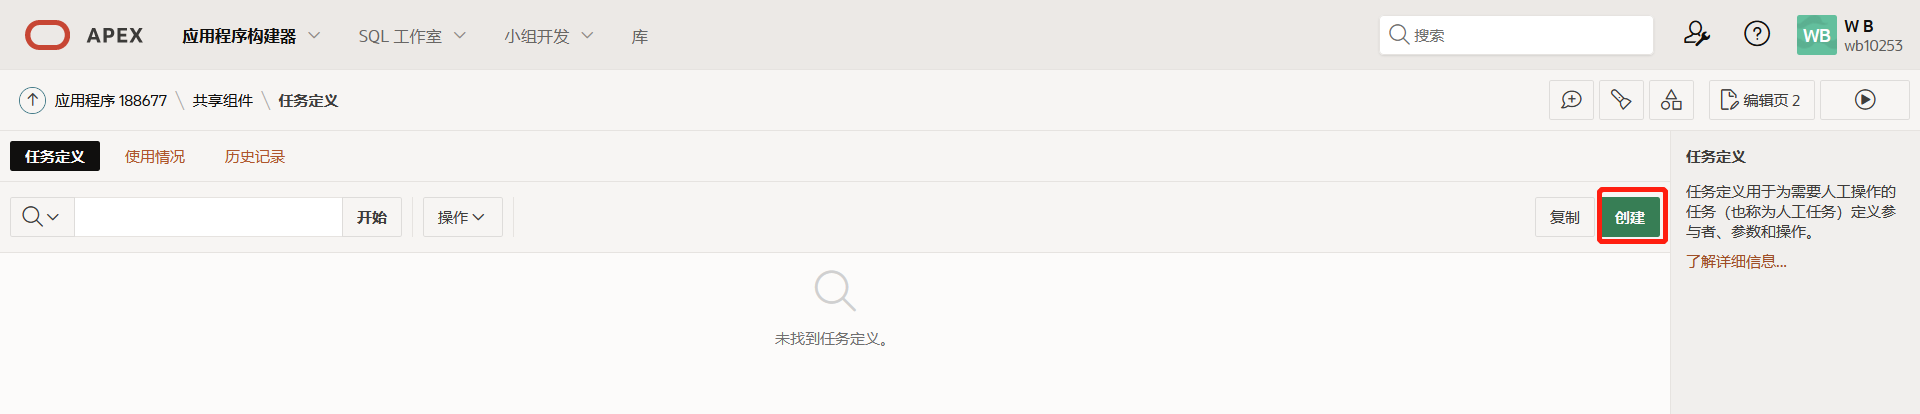 APEX 应用程序构建器 SQL 工作室 小组开发 库 搜索 WB W B
wb10253
应用程序 188677 \ 共享组件 \ 任务定义 编辑页 2
任务定义 使用情况 历史记录
开始 操作 复制 创建
未找到任务定义。
任务定义
任务定义用于为需要人工操作的
任务（也称为人工任务）定义参
与者、参数和操作。
了解详细信息...